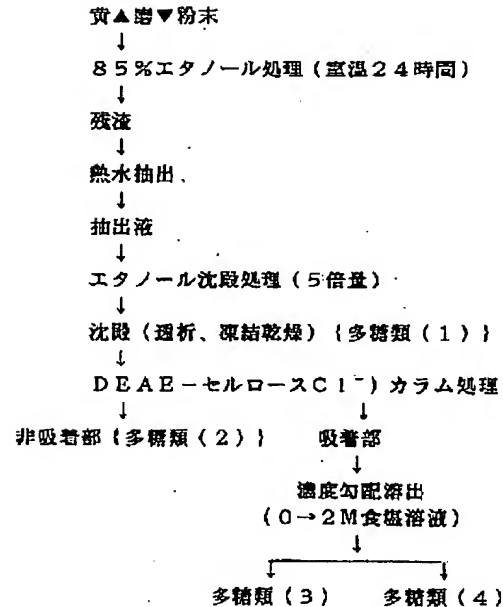 黄▲磨▼粉末
↓
85%エタノール処理(室温24時間)
↓
残渣
↓
熱水抽出
↓
抽出液
↓
エタノール沈殿処理(5倍量)
↓
沈殿(透析、凍結乾燥){多糖類(1)}
↓
DEAE-セルロースCl⁻)カラム処理
↓ ↓
非吸着部{多糖類(2)} 吸着部
↓
濃度勾配溶出
(0→2M食塩溶液)
↓
↓ ↓
多糖類(3) 多糖類(4)